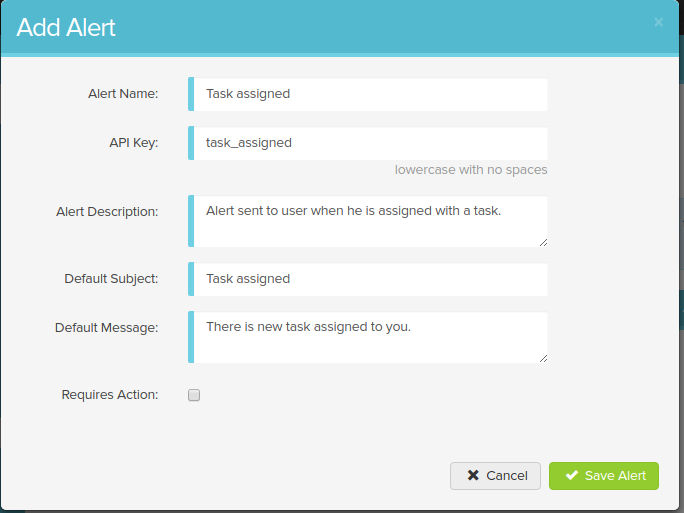 Add Alert
×
Alert Name: Task assigned
API Key: task_assigned
lowercase with no spaces
Alert Description: Alert sent to user when he is assigned with a task.
Default Subject: Task assigned
Default Message: There is new task assigned to you.
Requires Action:
Cancel Save Alert